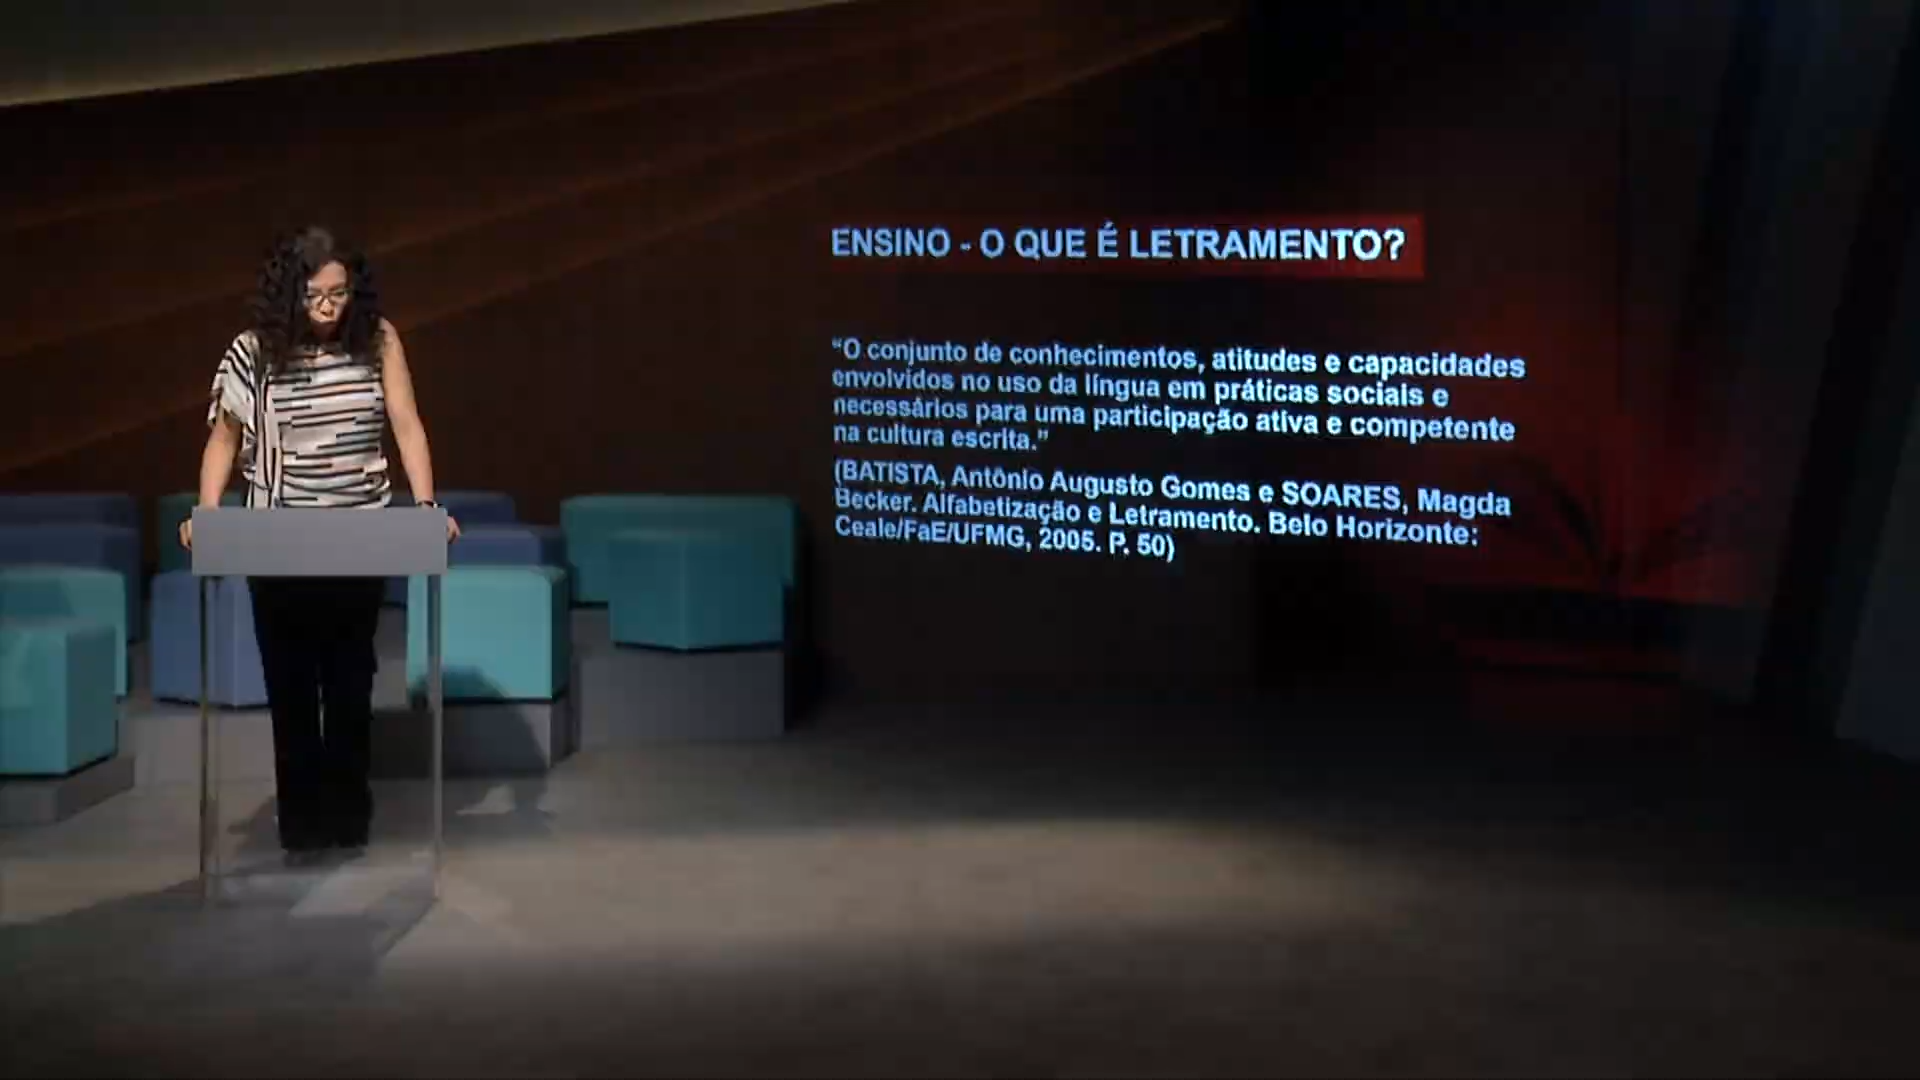 ENSINO - O QUE É LETRAMENTO?
“O conjunto de conhecimentos, atitudes e capacidades
envolvidos no uso da língua em práticas sociais e
necessários para uma participação ativa e competente
na cultura escrita.”
(BATISTA, Antônio Augusto Gomes e SOARES, Magda
Becker. Alfabetização e Letramento. Belo Horizonte:
Ceale/FaE/UFMG, 2005. P. 50)